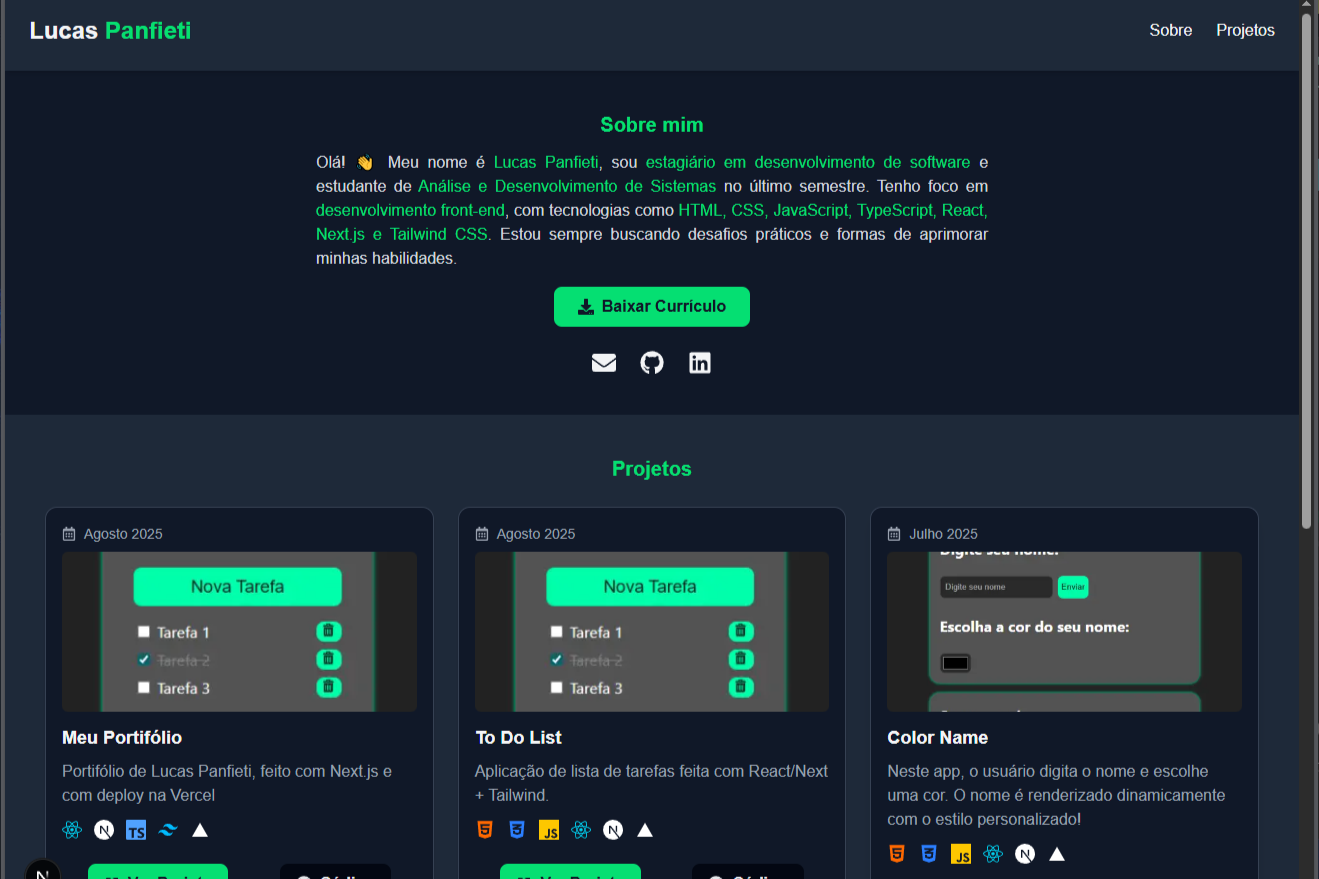 Lucas Panfieti
Sobre Projetos
Sobre mim
Olá! 👋 Meu nome é Lucas Panfieti, sou estagiário em desenvolvimento de software e
estudante de Análise e Desenvolvimento de Sistemas no último semestre. Tenho foco em
desenvolvimento front-end, com tecnologias como HTML, CSS, JavaScript, TypeScript, React,
Next.js e Tailwind CSS. Estou sempre buscando desafios práticos e formas de aprimorar
minhas habilidades.
Baixar Currículo
Projetos
Agosto 2025
Nova Tarefa
Tarefa 1
Tarefa 2
Tarefa 3
Meu Portifólio
Portifólio de Lucas Panfieti, feito com Next.js e
com deploy na Vercel
TS
Agosto 2025
Nova Tarefa
Tarefa 1
Tarefa 2
Tarefa 3
To Do List
Aplicação de lista de tarefas feita com React/Next
+ Tailwind.
JS
Julho 2025
Digite seu nome:
Digite seu nome
Enviar
Escolha a cor do seu nome:
Color Name
Neste app, o usuário digita o nome e escolhe
uma cor. O nome é renderizado dinamicamente
com o estilo personalizado!
JS